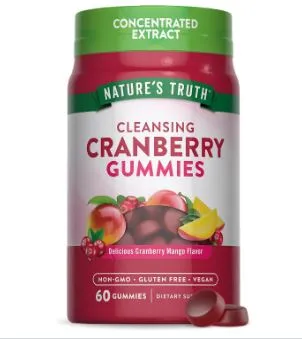 CONCENTRATED
EXTRACT
NATURE'S TRUTH®
CLEANSING
CRANBERRY
GUMMIES
Delicious Cranberry Mango Flavor
NON-GMO • GLUTEN FREE • VEGAN
60 GUMMIES | DIETARY